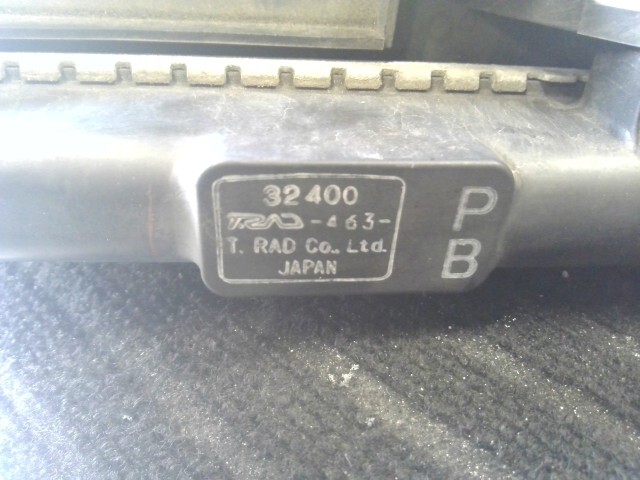 32400
TRAD -463-
T. RAD Co., Ltd.
JAPAN
P
B